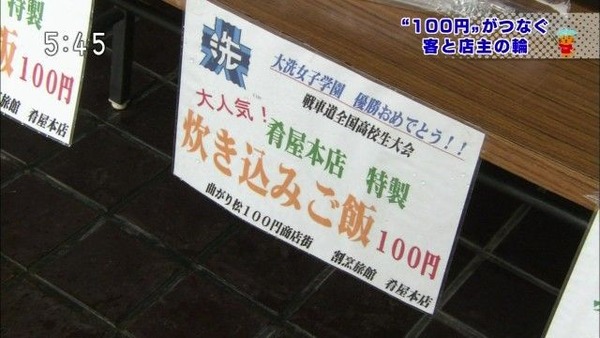 5:45
“100円”がつなぐ
客と店主の輪
特製
飯100円
旅館 肴屋本店
洗
大洗女子学園 優勝おめでとう！！
戦車道全国高校生大会
大人気！
肴屋本店 特製
炊き込みご飯100円
曲がり松100円商店街 割烹旅館 肴屋本店